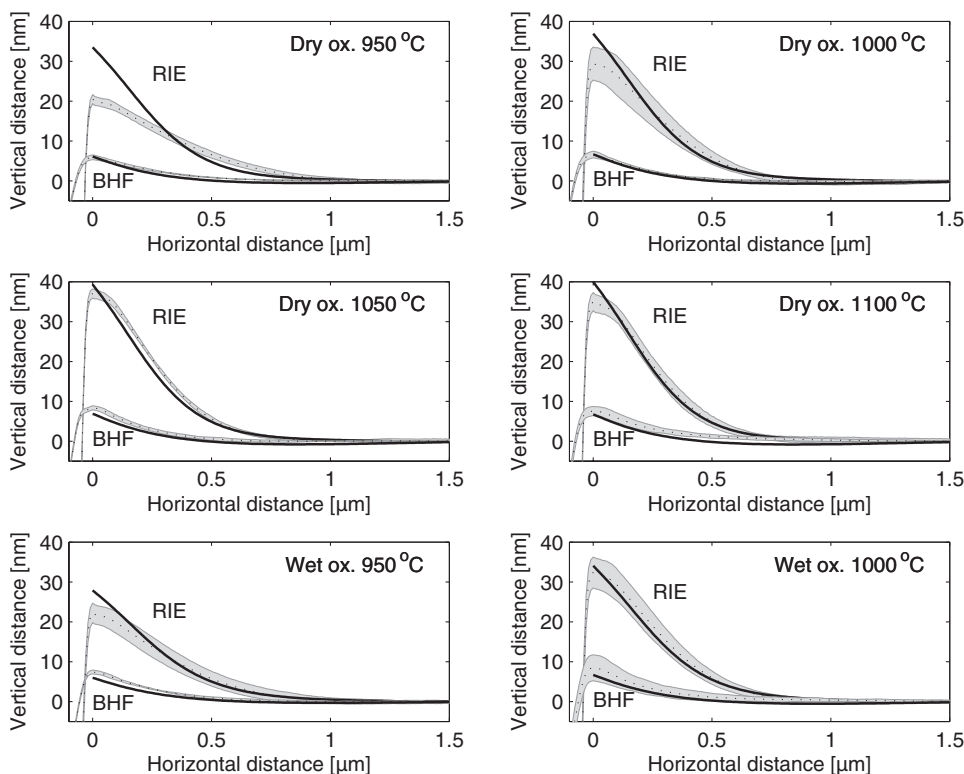 Vertical distance [nm]
40
30
20
10
0
Dry ox. 950 °C
RIE
BHF
0 0.5 1 1.5
Horizontal distance [µm]
Vertical distance [nm]
40
30
20
10
0
Dry ox. 1000 °C
RIE
BHF
0 0.5 1 1.5
Horizontal distance [µm]
Vertical distance [nm]
40
30
20
10
0
Dry ox. 1050 °C
RIE
BHF
0 0.5 1 1.5
Horizontal distance [µm]
Vertical distance [nm]
40
30
20
10
0
Dry ox. 1100 °C
RIE
BHF
0 0.5 1 1.5
Horizontal distance [µm]
Vertical distance [nm]
40
30
20
10
0
Wet ox. 950 °C
RIE
BHF
0 0.5 1 1.5
Horizontal distance [µm]
Vertical distance [nm]
40
30
20
10
0
Wet ox. 1000 °C
RIE
BHF
0 0.5 1 1.5
Horizontal distance [µm]